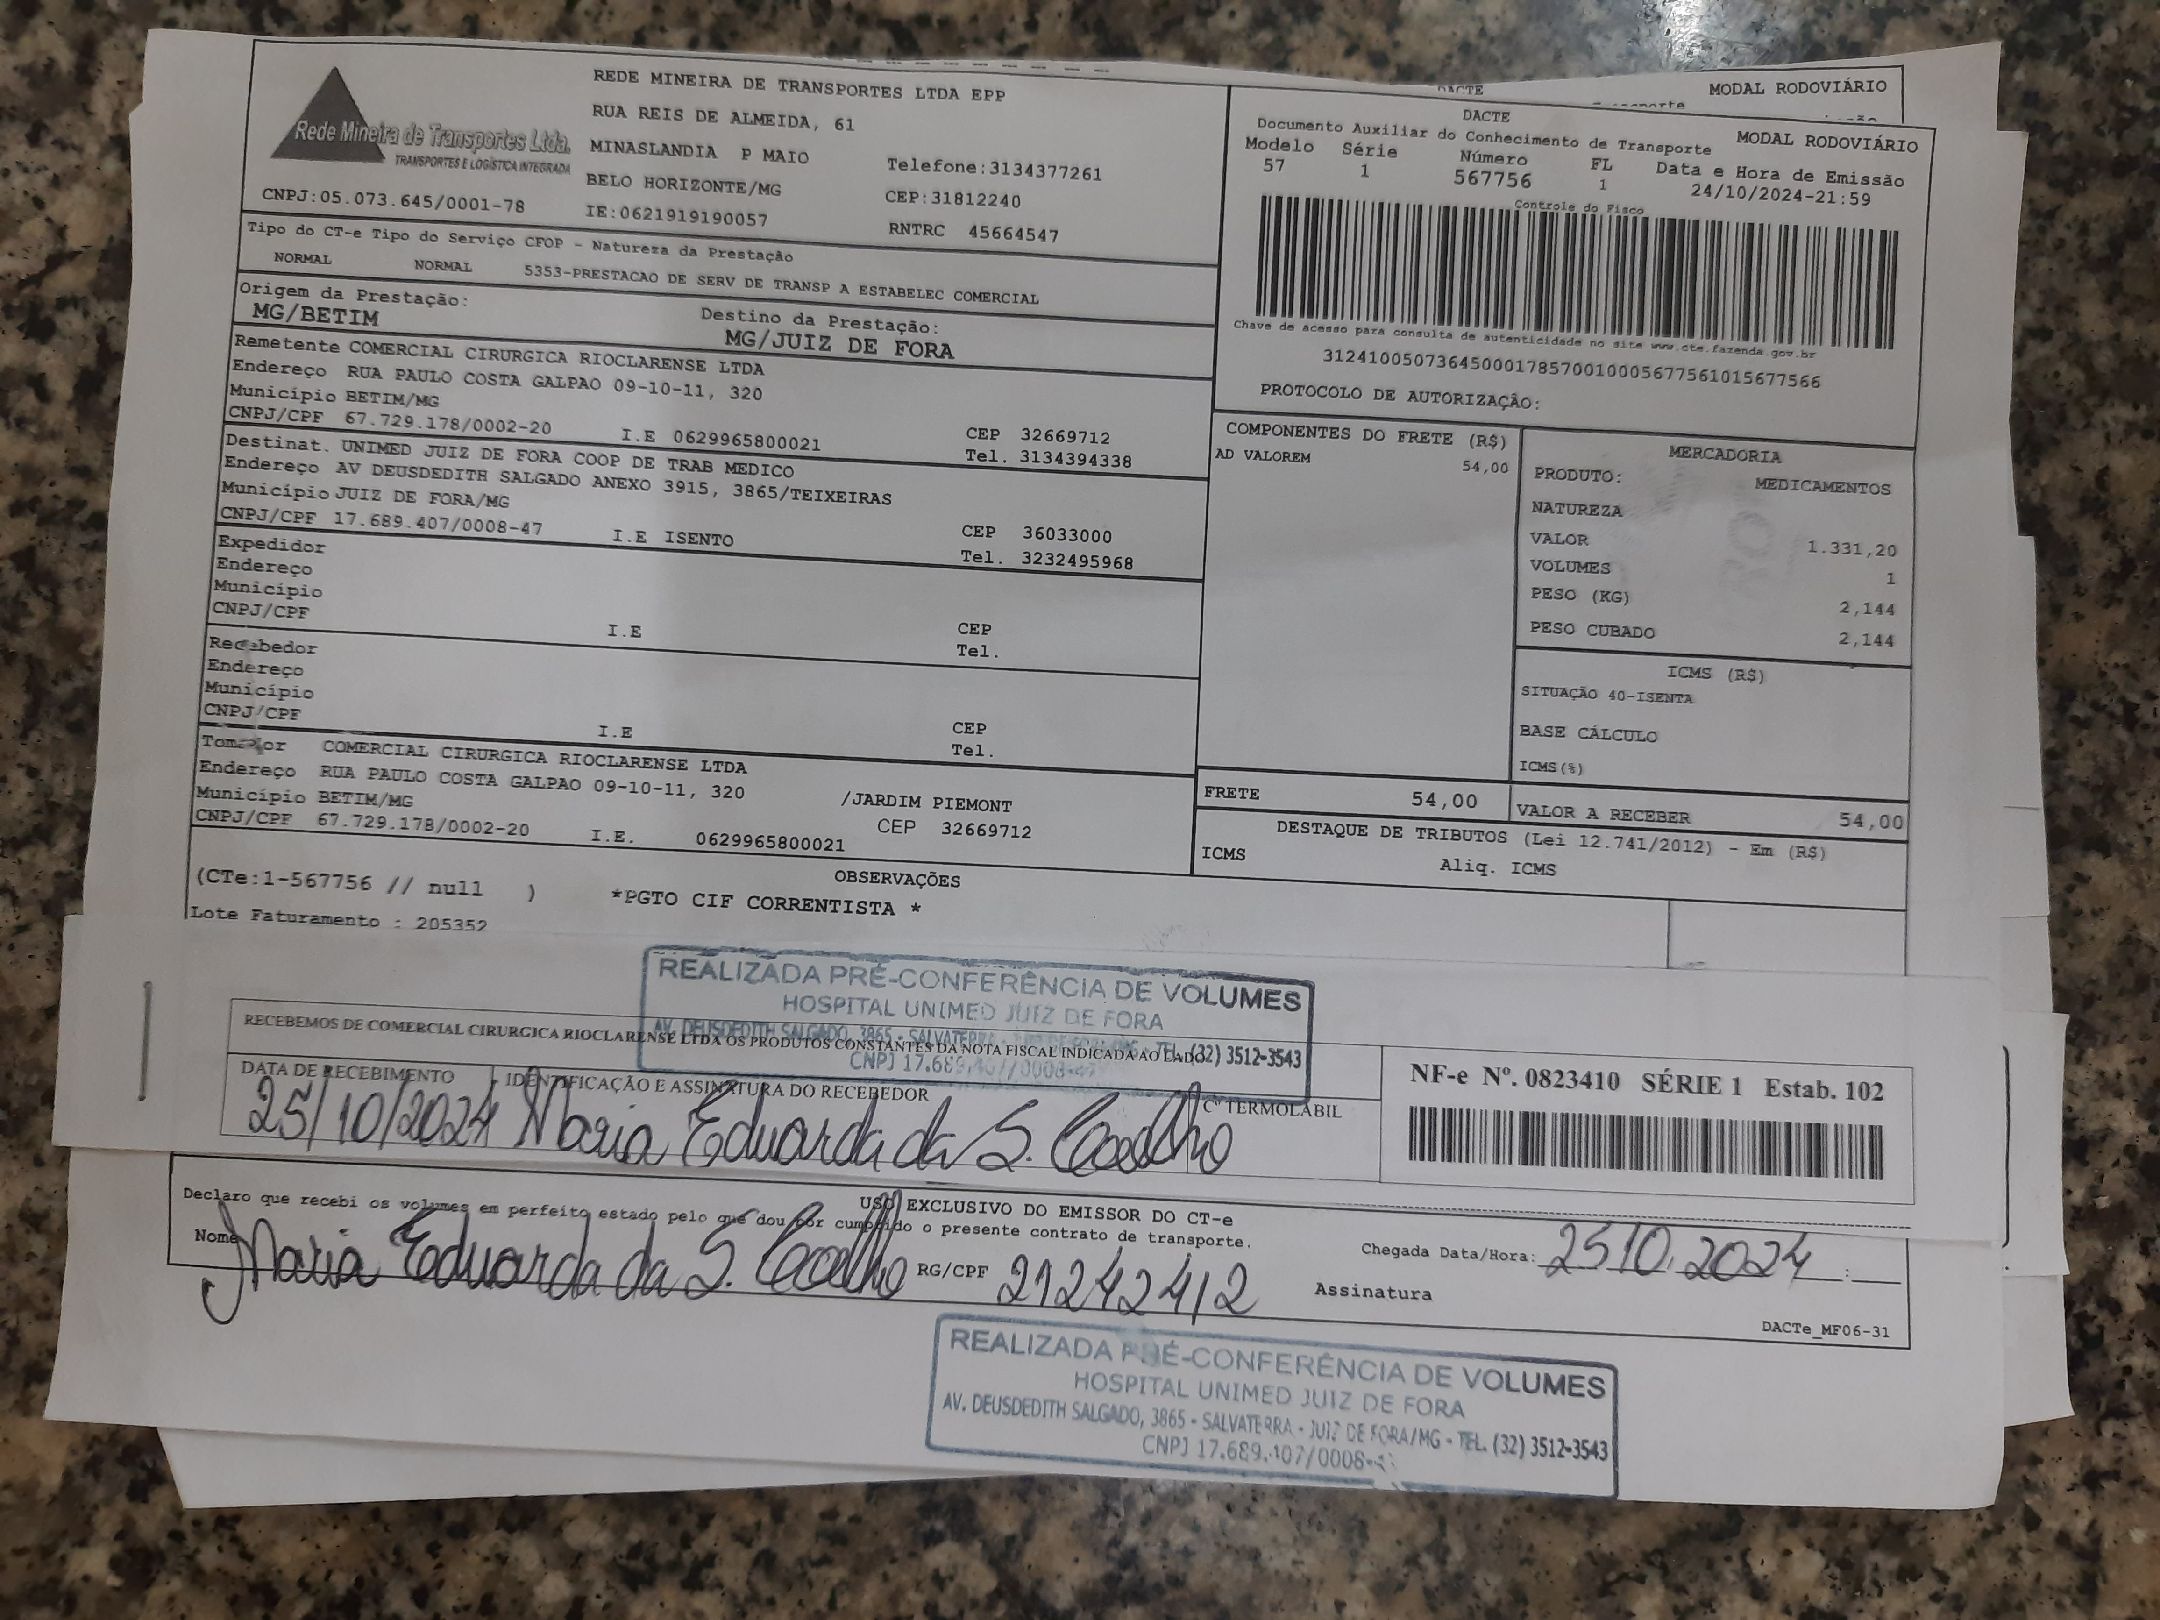 DACTE
MODAL RODOVIÁRIO
Rede Mineira de Transportes Ltda.
TRANSPORTES E LOGÍSTICA INTEGRADA
CNPJ:05.073.645/0001-78
REDE MINEIRA DE TRANSPORTES LTDA EPP
RUA REIS DE ALMEIDA, 61
MINASLANDIA P MAIO Telefone:3134377261
BELO HORIZONTE/MG CEP:31812240
IE:0621919190057 RNTRC 45664547
DACTE
Documento Auxiliar do Conhecimento de Transporte MODAL RODOVIÁRIO
Modelo Série Número FL Data e Hora de Emissão
57 1 567756 1 24/10/2024-21:59
Controle do Fisco
Chave de acesso para consulta de autenticidade no site www.cte.fazenda.gov.br
31241005073645000178570010005677561015677566
PROTOCOLO DE AUTORIZAÇÃO:
Tipo do CT-e Tipo do Serviço CFOP - Natureza da Prestação
NORMAL NORMAL 5353-PRESTACAO DE SERV DE TRANSP A ESTABELEC COMERCIAL
Origem da Prestação: Destino da Prestação:
MG/BETIM MG/JUIZ DE FORA
Remetente COMERCIAL CIRURGICA RIOCLARENSE LTDA
Endereço RUA PAULO COSTA GALPAO 09-10-11, 320
Município BETIM/MG CEP 32669712
CNPJ/CPF 67.729.178/0002-20 I.E 0629965800021 Tel. 3134394338
Destinat. UNIMED JUIZ DE FORA COOP DE TRAB MEDICO
Endereço AV DEUSDEDITH SALGADO ANEXO 3915, 3865/TEIXEIRAS
Município JUIZ DE FORA/MG CEP 36033000
CNPJ/CPF 17.689.407/0008-47 I.E ISENTO Tel. 3232495968
Expedidor
Endereço
Município CEP
CNPJ/CPF I.E Tel.
Recebedor
Endereço
Município CEP
CNPJ/CPF I.E Tel.
Tomador COMERCIAL CIRURGICA RIOCLARENSE LTDA
Endereço RUA PAULO COSTA GALPAO 09-10-11, 320 /JARDIM PIEMONT
Município BETIM/MG CEP 32669712
CNPJ/CPF 67.729.178/0002-20 I.E. 0629965800021
COMPONENTES DO FRETE (R$)
AD VALOREM 54,00
MERCADORIA
PRODUTO: MEDICAMENTOS
NATUREZA
VALOR 1.331,20
VOLUMES 1
PESO (KG) 2,144
PESO CUBADO 2,144
ICMS (R$)
SITUAÇÃO 40-ISENTA
BASE CÁLCULO
ICMS(%)
FRETE 54,00 VALOR A RECEBER 54,00
DESTAQUE DE TRIBUTOS (Lei 12.741/2012) - Em (R$)
ICMS Aliq. ICMS
OBSERVAÇÕES
(CTe:1-567756 // null ) *PGTO CIF CORRENTISTA *
Lote Faturamento : 205352
REALIZADA PRÉ-CONFERÊNCIA DE VOLUMES
HOSPITAL UNIMED JUIZ DE FORA
AV. DEUSDEDITH SALGADO, 3865 - SALVATERRA - TEL. (32) 3512-3543
CNPJ 17.689.407/0008-47
RECEBEMOS DE COMERCIAL CIRURGICA RIOCLARENSE LTDA OS PRODUTOS CONSTANTES DA NOTA FISCAL INDICADA AO LADO
DATA DE RECEBIMENTO IDENTIFICAÇÃO E ASSINATURA DO RECEBEDOR Cº TERMOLÁBIL
25/10/2024 Maria Eduarda da S. Coelho
NF-e Nº. 0823410 SÉRIE 1 Estab. 102
USO EXCLUSIVO DO EMISSOR DO CT-e
Declaro que recebi os volumes em perfeito estado pelo que dou por cumprido o presente contrato de transporte.
Nome Maria Eduarda da S. Coelho RG/CPF 21242412
Chegada Data/Hora: 25 10. 2024 :
Assinatura
DACTe_MF06-31
REALIZADA PRÉ-CONFERÊNCIA DE VOLUMES
HOSPITAL UNIMED JUIZ DE FORA
AV. DEUSDEDITH SALGADO, 3865 - SALVATERRA - JUIZ DE FORA/MG - TEL. (32) 3512-3543
CNPJ 17.689.407/0008-47